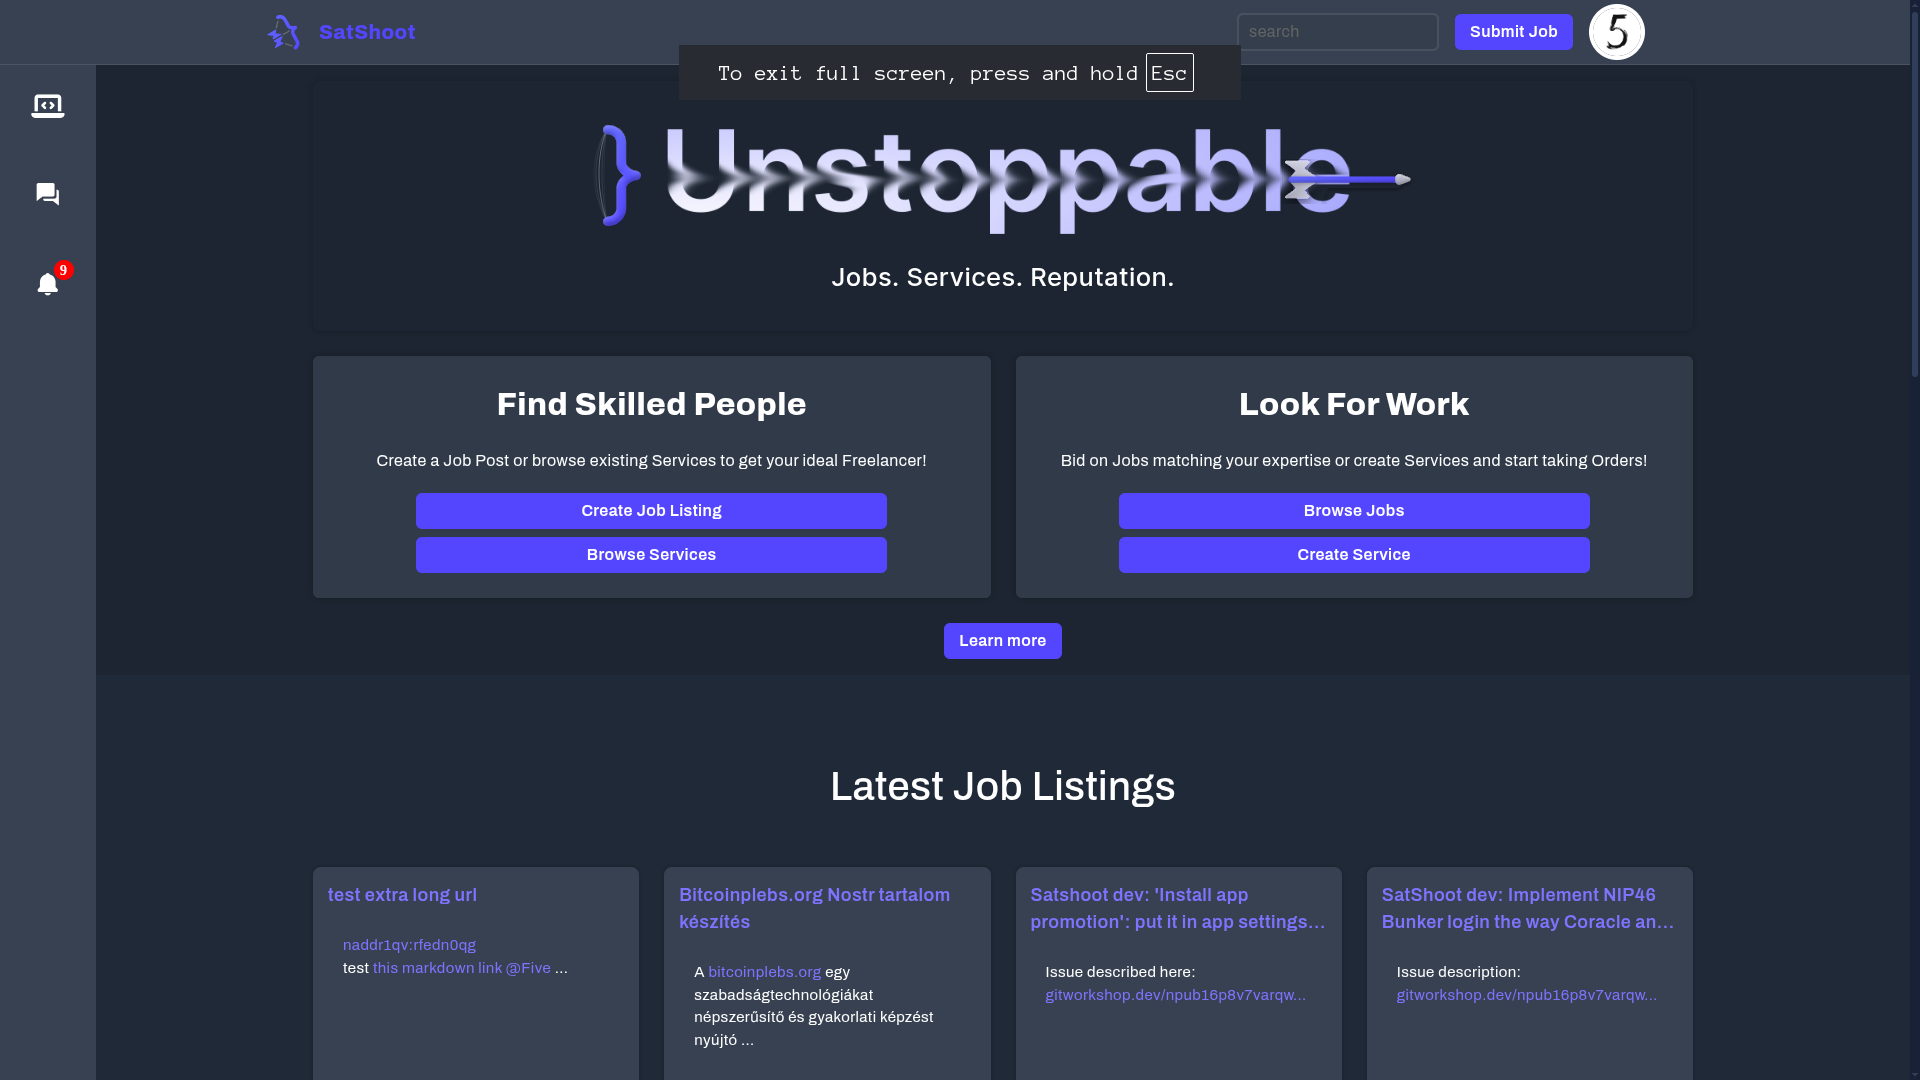 SatShoot
search
Submit Job
5
To exit full screen, press and hold Esc
9
Unstoppable
Jobs. Services. Reputation.
Find Skilled People
Create a Job Post or browse existing Services to get your ideal Freelancer!
Create Job Listing
Browse Services
Look For Work
Bid on Jobs matching your expertise or create Services and start taking Orders!
Browse Jobs
Create Service
Learn more
Latest Job Listings
test extra long url
naddr1qv:rfedn0qg
test this markdown link @Five ...
Bitcoinplebs.org Nostr tartalom
készítés
A bitcoinplebs.org egy
szabadságtechnológiákat
népszerűsítő és gyakorlati képzést
nyújtó ...
Satshoot dev: 'Install app
promotion': put it in app settings...
Issue described here:
gitworkshop.dev/npub16p8v7varqw...
SatShoot dev: Implement NIP46
Bunker login the way Coracle an...
Issue description:
gitworkshop.dev/npub16p8v7varqw...